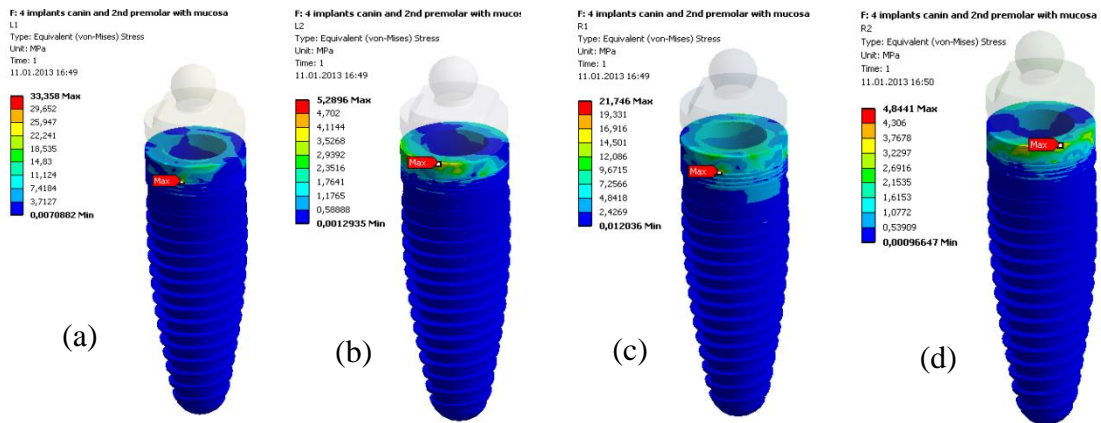 F: 4 implants canin and 2nd premolar with mucosa
L1
Type: Equivalent (von-Mises) Stress
Unit: MPa
Time: 1
11.01.2013 16:49
33,358 Max
29,652
25,947
22,241
18,535
14,83
11,124
7,4184
3,7127
0,0070882 Min
Max
(a)
F: 4 implants canin and 2nd premolar with mucosa
L2
Type: Equivalent (von-Mises) Stress
Unit: MPa
Time: 1
11.01.2013 16:49
5,2896 Max
4,702
4,1144
3,5268
2,9392
2,3516
1,7641
1,1765
0,58888
0,0012935 Min
Max
(b)
F: 4 implants canin and 2nd premolar with mucosa
R1
Type: Equivalent (von-Mises) Stress
Unit: MPa
Time: 1
11.01.2013 16:49
21,746 Max
19,331
16,916
14,501
12,086
9,6715
7,2566
4,8418
2,4269
0,012036 Min
Max
(c)
F: 4 implants canin and 2nd premolar with mucosa
R2
Type: Equivalent (von-Mises) Stress
Unit: MPa
Time: 1
11.01.2013 16:50
4,8441 Max
4,306
3,7678
3,2297
2,6916
2,1535
1,6153
1,0772
0,53909
0,00096647 Min
Max
(d)